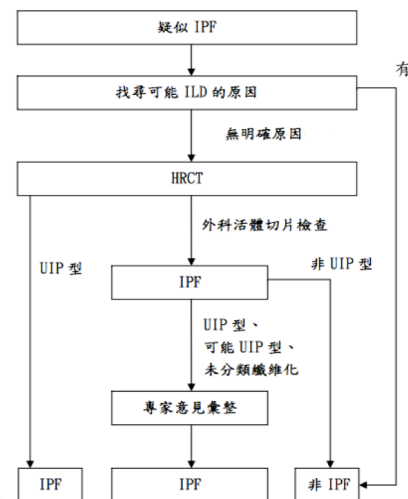 疑似 IPF
有
找尋可能 ILD 的原因
無明確原因
HRCT
外科活體切片檢查
UIP 型
非 UIP 型
IPF
UIP 型、
可能 UIP 型、
未分類纖維化
專家意見彙整
IPF
IPF
非 IPF